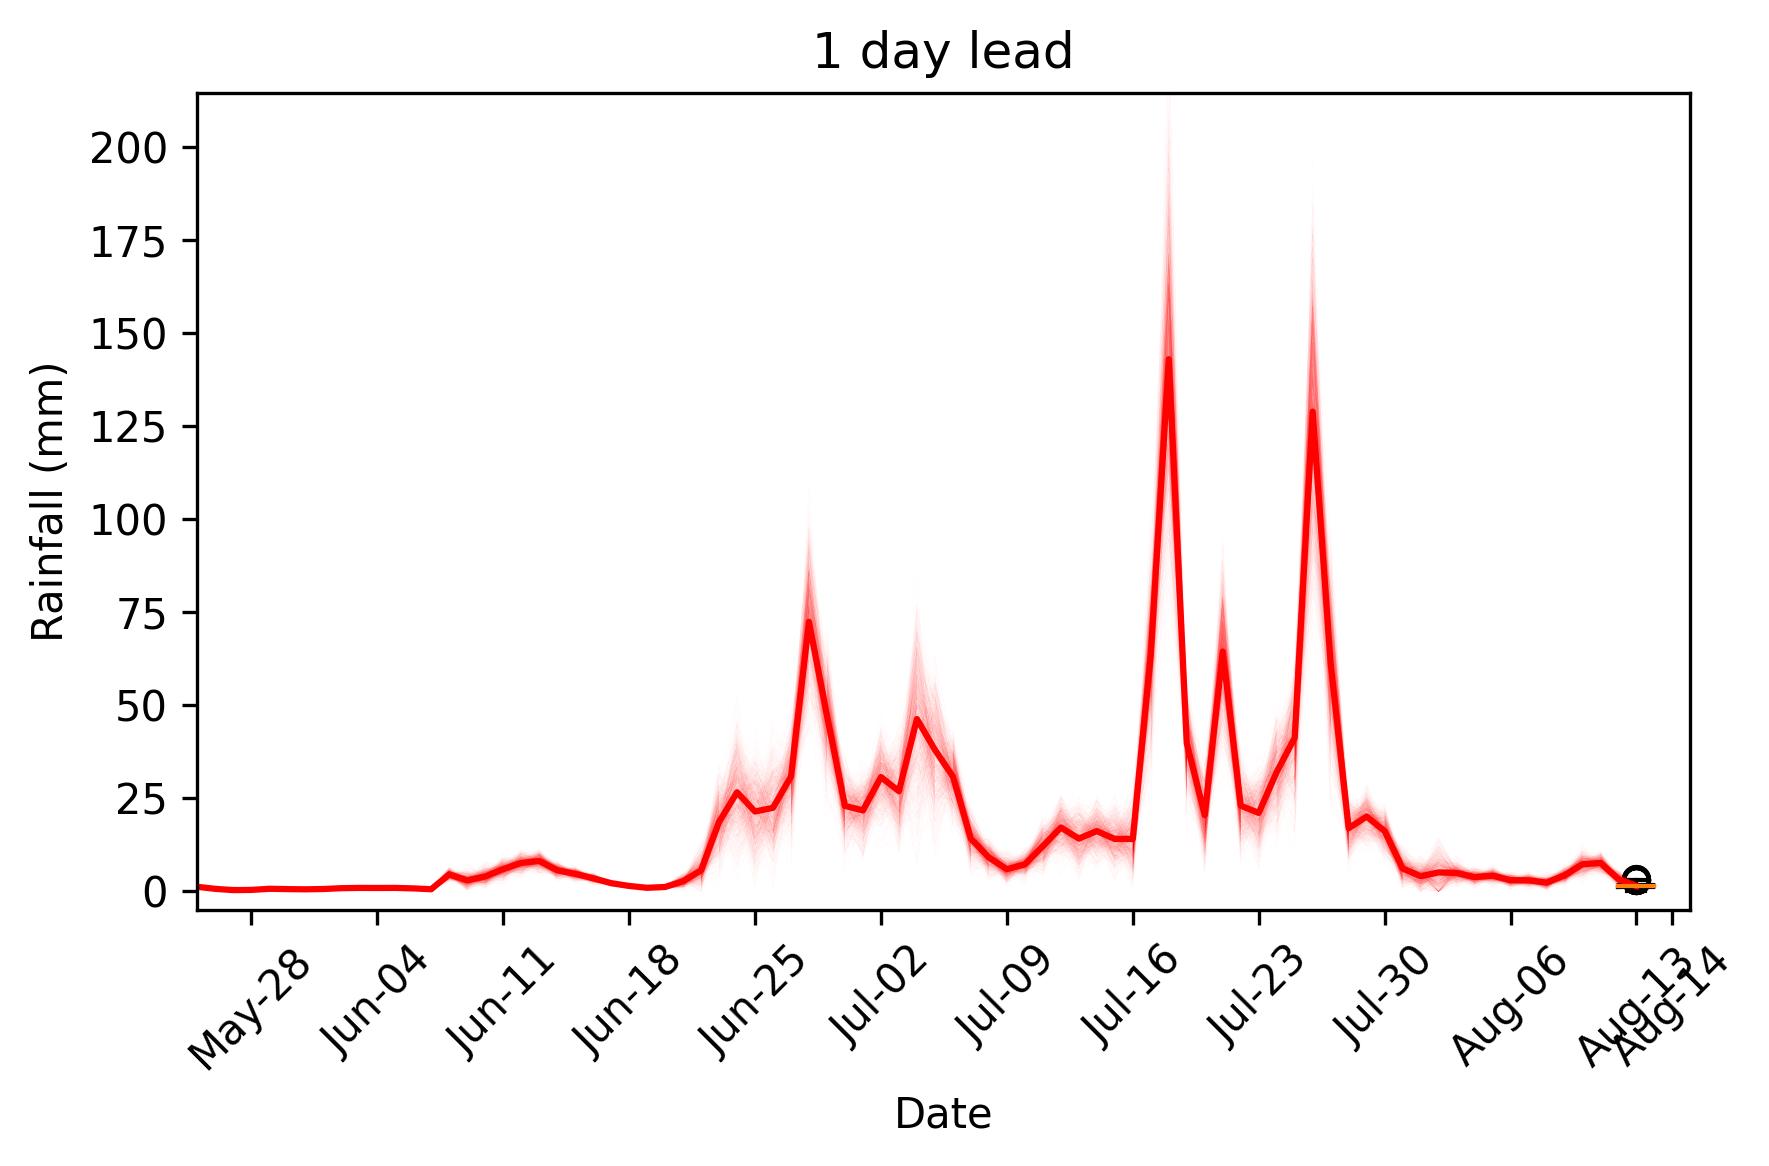 1 day lead
Rainfall (mm)
200
175
150
125
100
75
50
25
0
May-28
Jun-04
Jun-11
Jun-18
Jun-25
Jul-02
Jul-09
Jul-16
Jul-23
Jul-30
Aug-06
Aug-13
Aug-14
Date